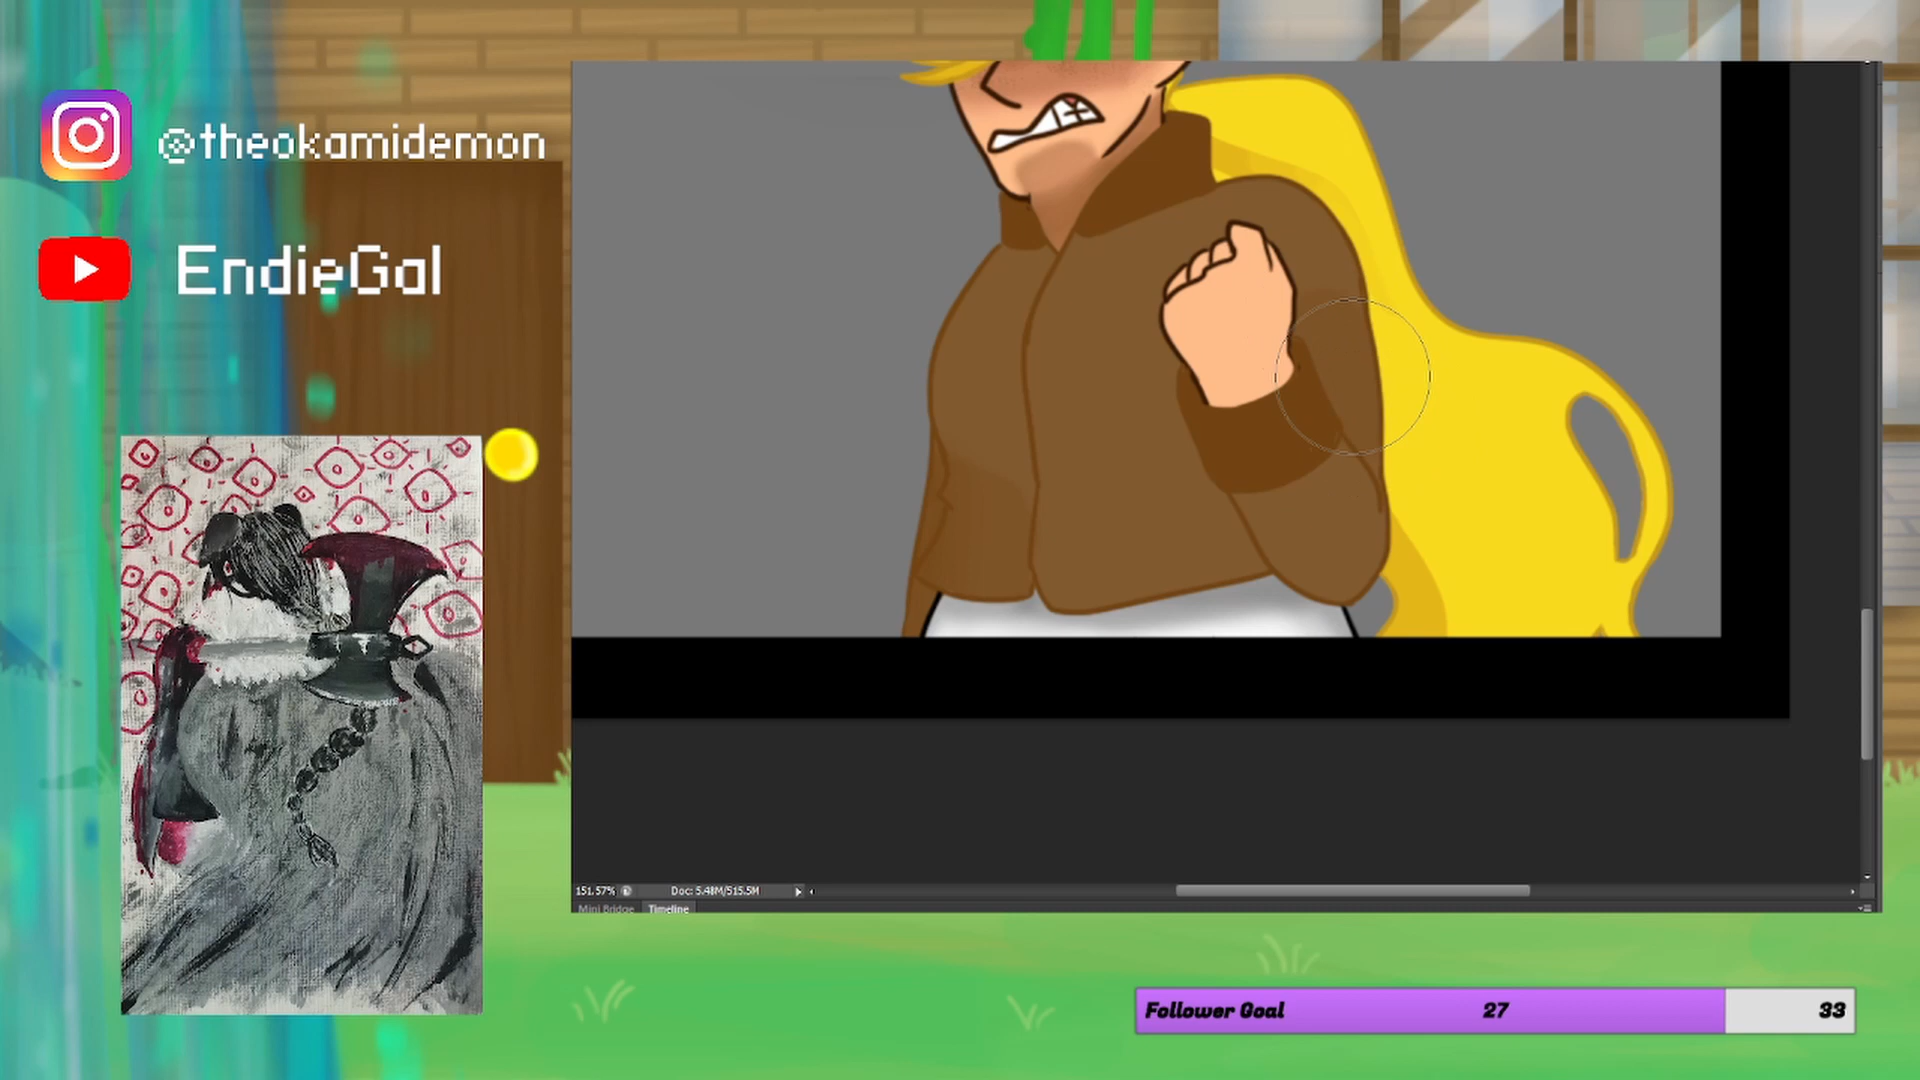 @theokamidemon
EndieGal
151.57%
Doc: 5.48M/515.5M
Mini Bridge
Timeline
Follower Goal
27
33